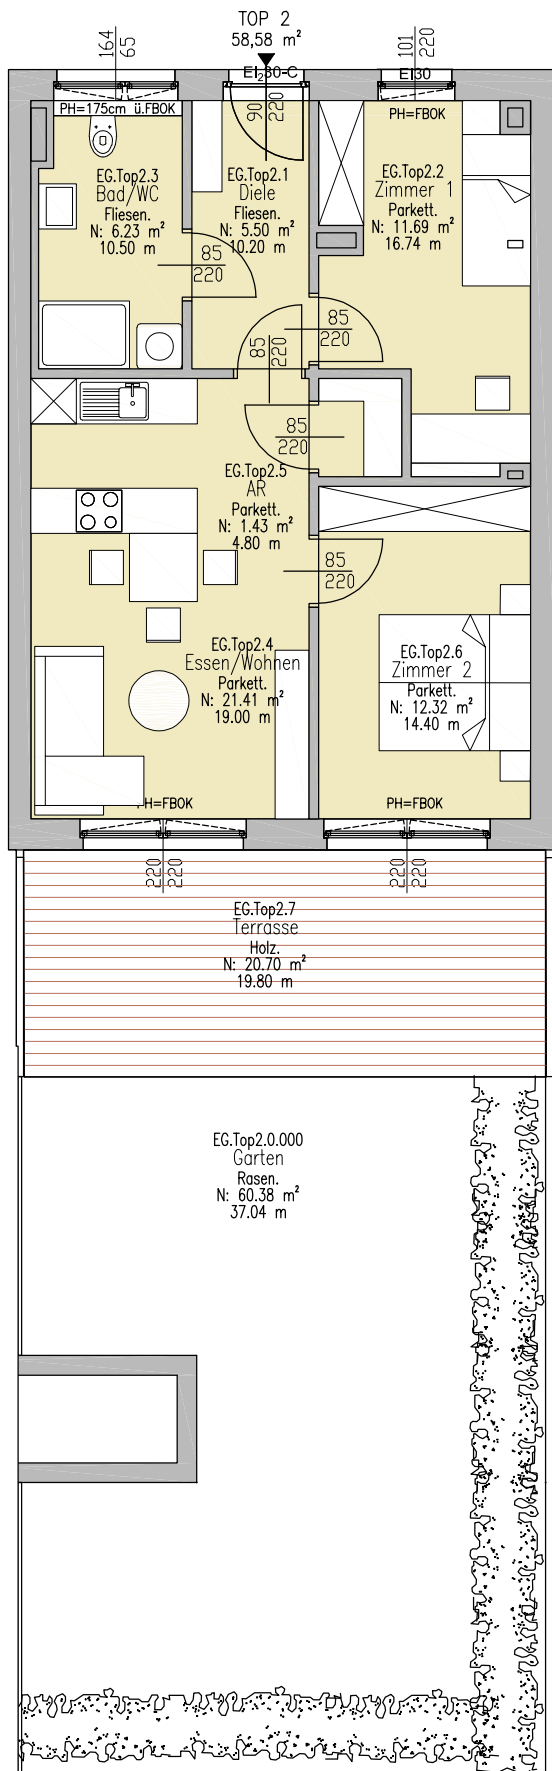 TOP 2
58,58 m²
164
65
EI₂30-C
101
220
EI30
PH=175cm ü.FBOK
90
220
PH=FBOK
EG.Top2.3
Bad/WC
Fliesen.
N: 6.23 m²
10.50 m
EG.Top2.1
Diele
Fliesen.
N: 5.50 m²
10.20 m
EG.Top2.2
Zimmer 1
Parkett.
N: 11.69 m²
16.74 m
85
220
85
220
85
220
85
220
EG.Top2.5
AR
Parkett.
N: 1.43 m²
4.80 m
85
220
EG.Top2.4
Essen/Wohnen
Parkett.
N: 21.41 m²
19.00 m
EG.Top2.6
Zimmer 2
Parkett.
N: 12.32 m²
14.40 m
PH=FBOK
PH=FBOK
220
220
220
220
EG.Top2.7
Terrasse
Holz.
N: 20.70 m²
19.80 m
EG.Top2.0.000
Garten
Rasen.
N: 60.38 m²
37.04 m